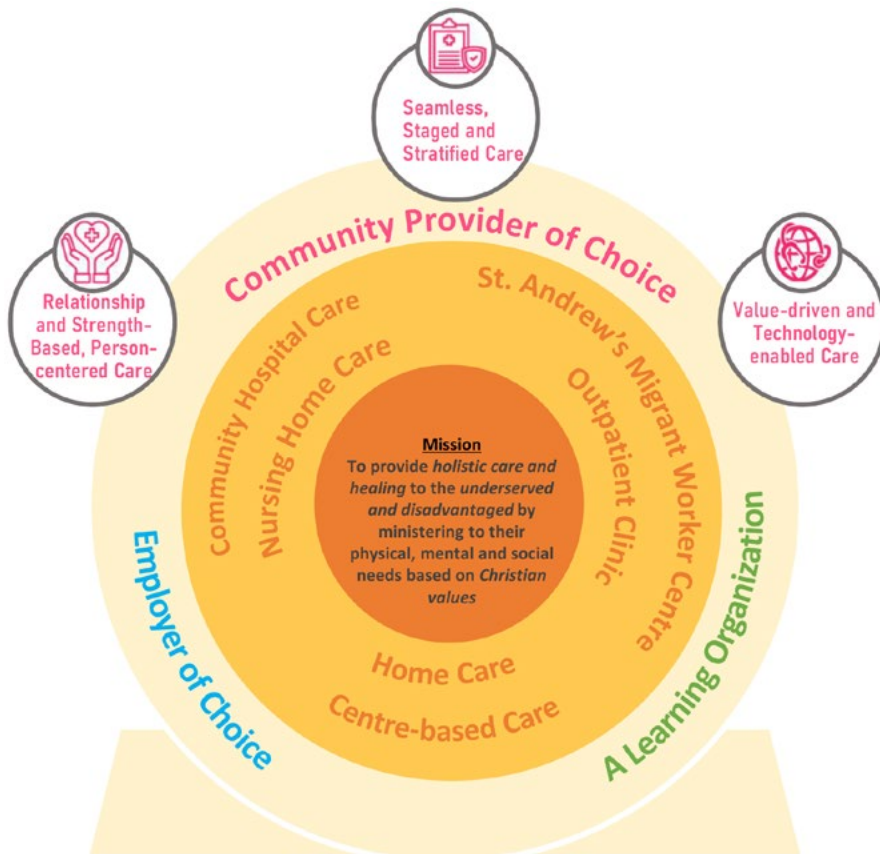 Seamless,
Staged and
Stratified Care
Relationship
and Strength-
Based, Person-
centered Care
Value-driven and
Technology-
enabled Care
Community Provider of Choice
Employer of Choice
A Learning Organization
Community Hospital Care
Nursing Home Care
St. Andrew's Migrant Worker Centre
Outpatient Clinic
Home Care
Centre-based Care
Mission
To provide holistic care and
healing to the underserved
and disadvantaged by
ministering to their
physical, mental and social
needs based on Christian
values